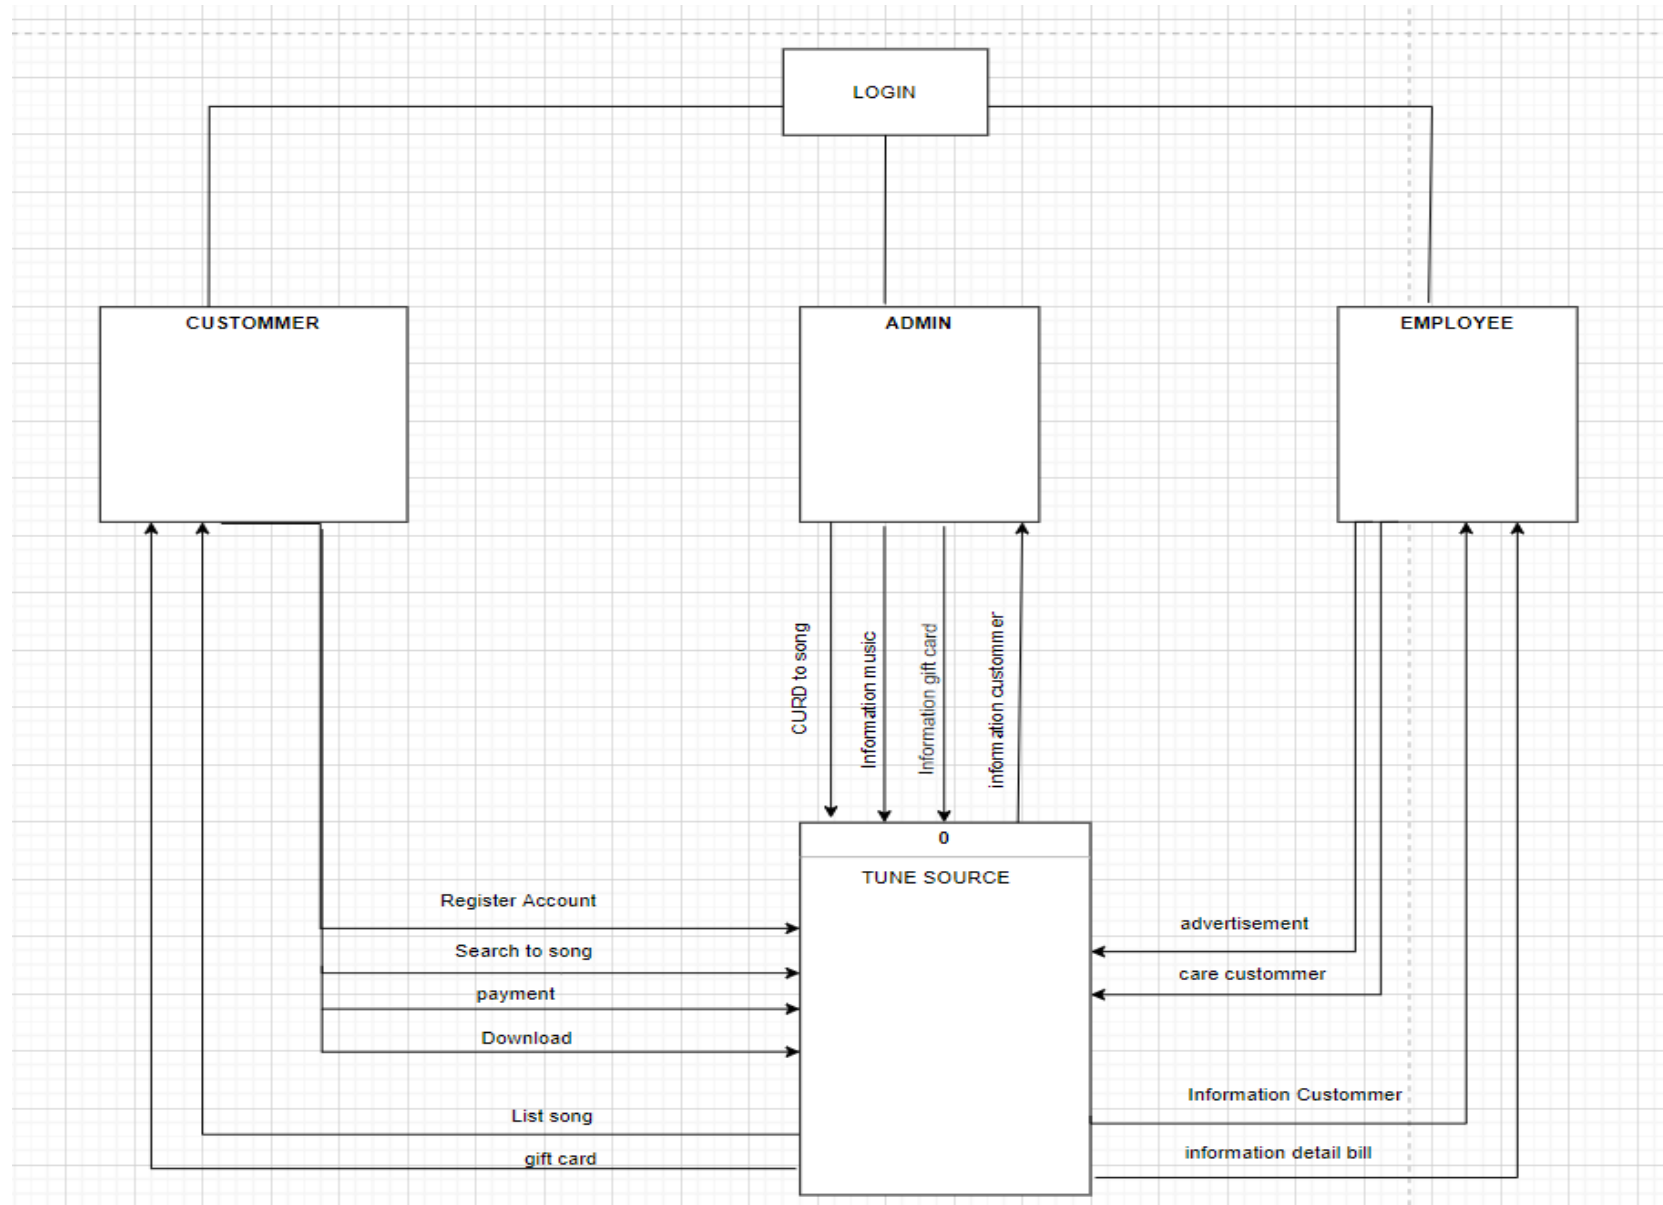 LOGIN
CUSTOMMER
ADMIN
EMPLOYEE
CURD to song
Information music
Information gift card
information custommer
0
TUNE SOURCE
Register Account
Search to song
payment
Download
List song
gift card
advertisement
care custommer
Information Custommer
information detail bill